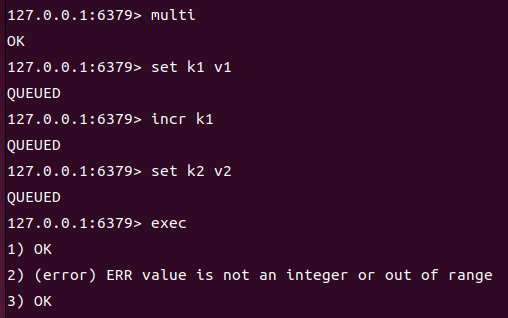 127.0.0.1:6379> multi
OK
127.0.0.1:6379> set k1 v1
QUEUED
127.0.0.1:6379> incr k1
QUEUED
127.0.0.1:6379> set k2 v2
QUEUED
127.0.0.1:6379> exec
1) OK
2) (error) ERR value is not an integer or out of range
3) OK